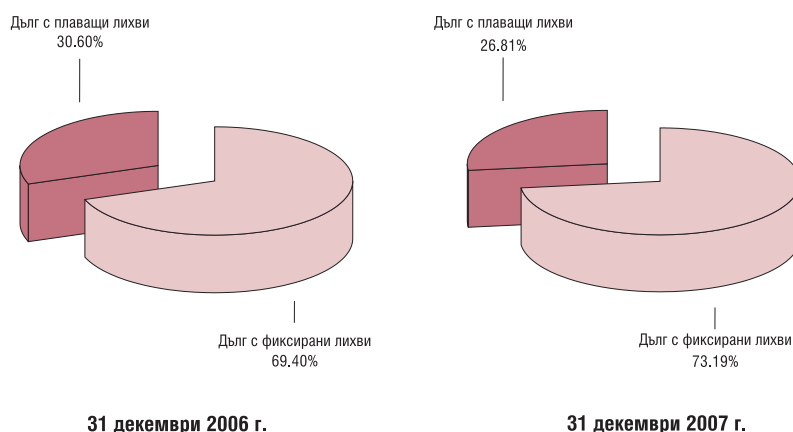 Дълг с плаващи лихви
30.60%
Дълг с фиксирани лихви
69.40%
31 декември 2006 г.
Дълг с плаващи лихви
26.81%
Дълг с фиксирани лихви
73.19%
31 декември 2007 г.